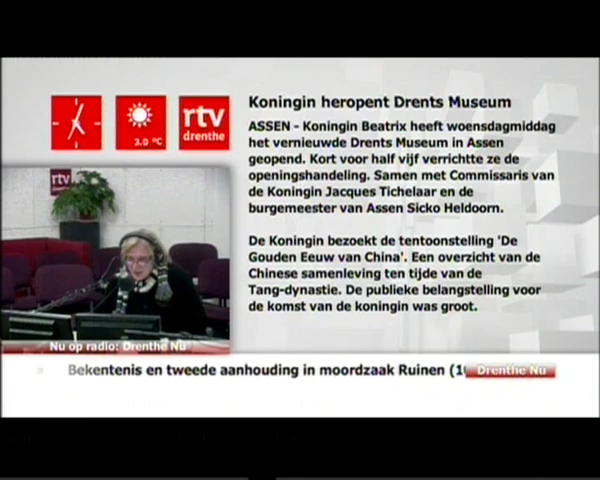 Koningin heropent Drents Museum
ASSEN - Koningin Beatrix heeft woensdagmiddag
het vernieuwde Drents Museum in Assen
geopend. Kort voor half vijf verrichtte ze de
openingshandeling. Samen met Commissaris van
de Koningin Jacques Tichelaar en de
burgemeester van Assen Sicko Heldoorn.
De Koningin bezoekt de tentoonstelling 'De
Gouden Eeuw van China'. Een overzicht van de
Chinese samenleving ten tijde van de
Tang-dynastie. De publieke belangstelling voor
de komst van de koningin was groot.
3.0 °C
rtv
drenthe
rtv
Nu op radio: Drenthe Nu
Bekentenis en tweede aanhouding in moordzaak Ruinen
Drenthe Nu